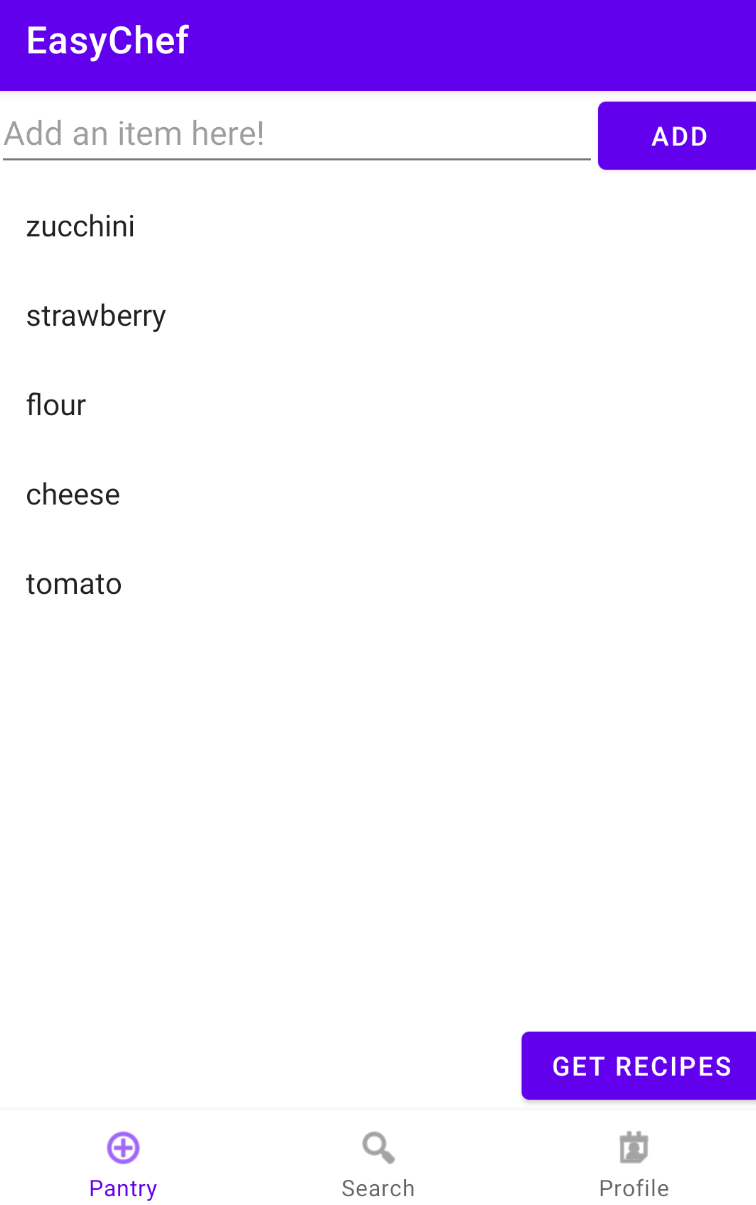 EasyChef
Add an item here!
ADD
zucchini
strawberry
flour
cheese
tomato
GET RECIPES
Pantry
Search
Profile